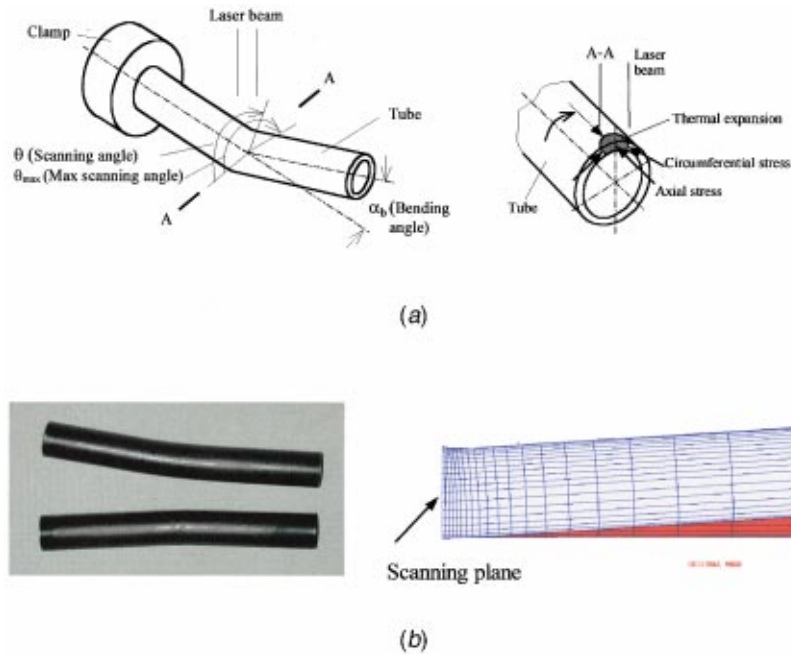 Laser beam
Clamp
A
Tube
θ (Scanning angle)
θmax (Max scanning angle)
A
αb (Bending
angle)
A-A
Laser
beam
Thermal expansion
Circumferential stress
Axial stress
Tube
(a)
Scanning plane
(b)